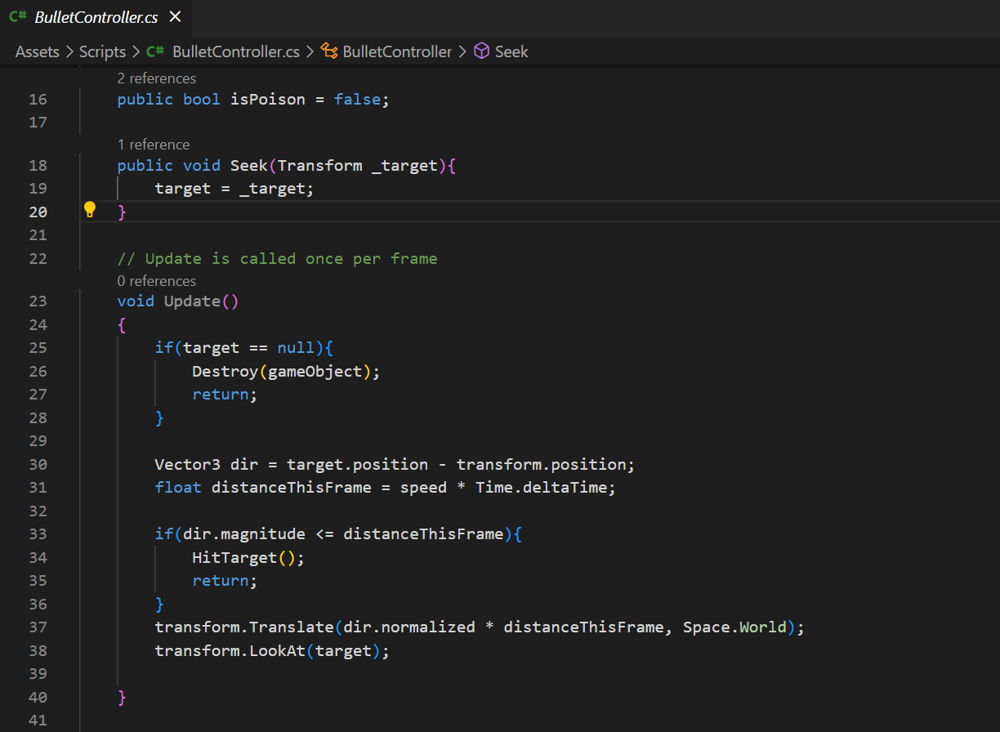 C# BulletController.cs ×
Assets > Scripts > C# BulletController.cs > BulletController > Seek
2 references
16 public bool isPoison = false;
17
1 reference
18 public void Seek(Transform _target){
19 target = _target;
20 }
21
22 // Update is called once per frame
0 references
23 void Update()
24 {
25 if(target == null){
26 Destroy(gameObject);
27 return;
28 }
29
30 Vector3 dir = target.position - transform.position;
31 float distanceThisFrame = speed * Time.deltaTime;
32
33 if(dir.magnitude <= distanceThisFrame){
34 HitTarget();
35 return;
36 }
37 transform.Translate(dir.normalized * distanceThisFrame, Space.World);
38 transform.LookAt(target);
39
40 }
41